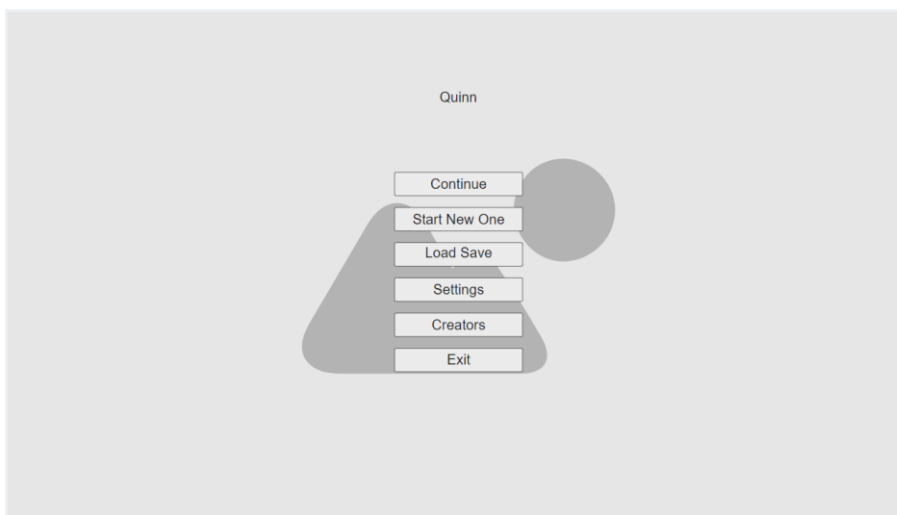 Quinn
Continue
Start New One
Load Save
Settings
Creators
Exit